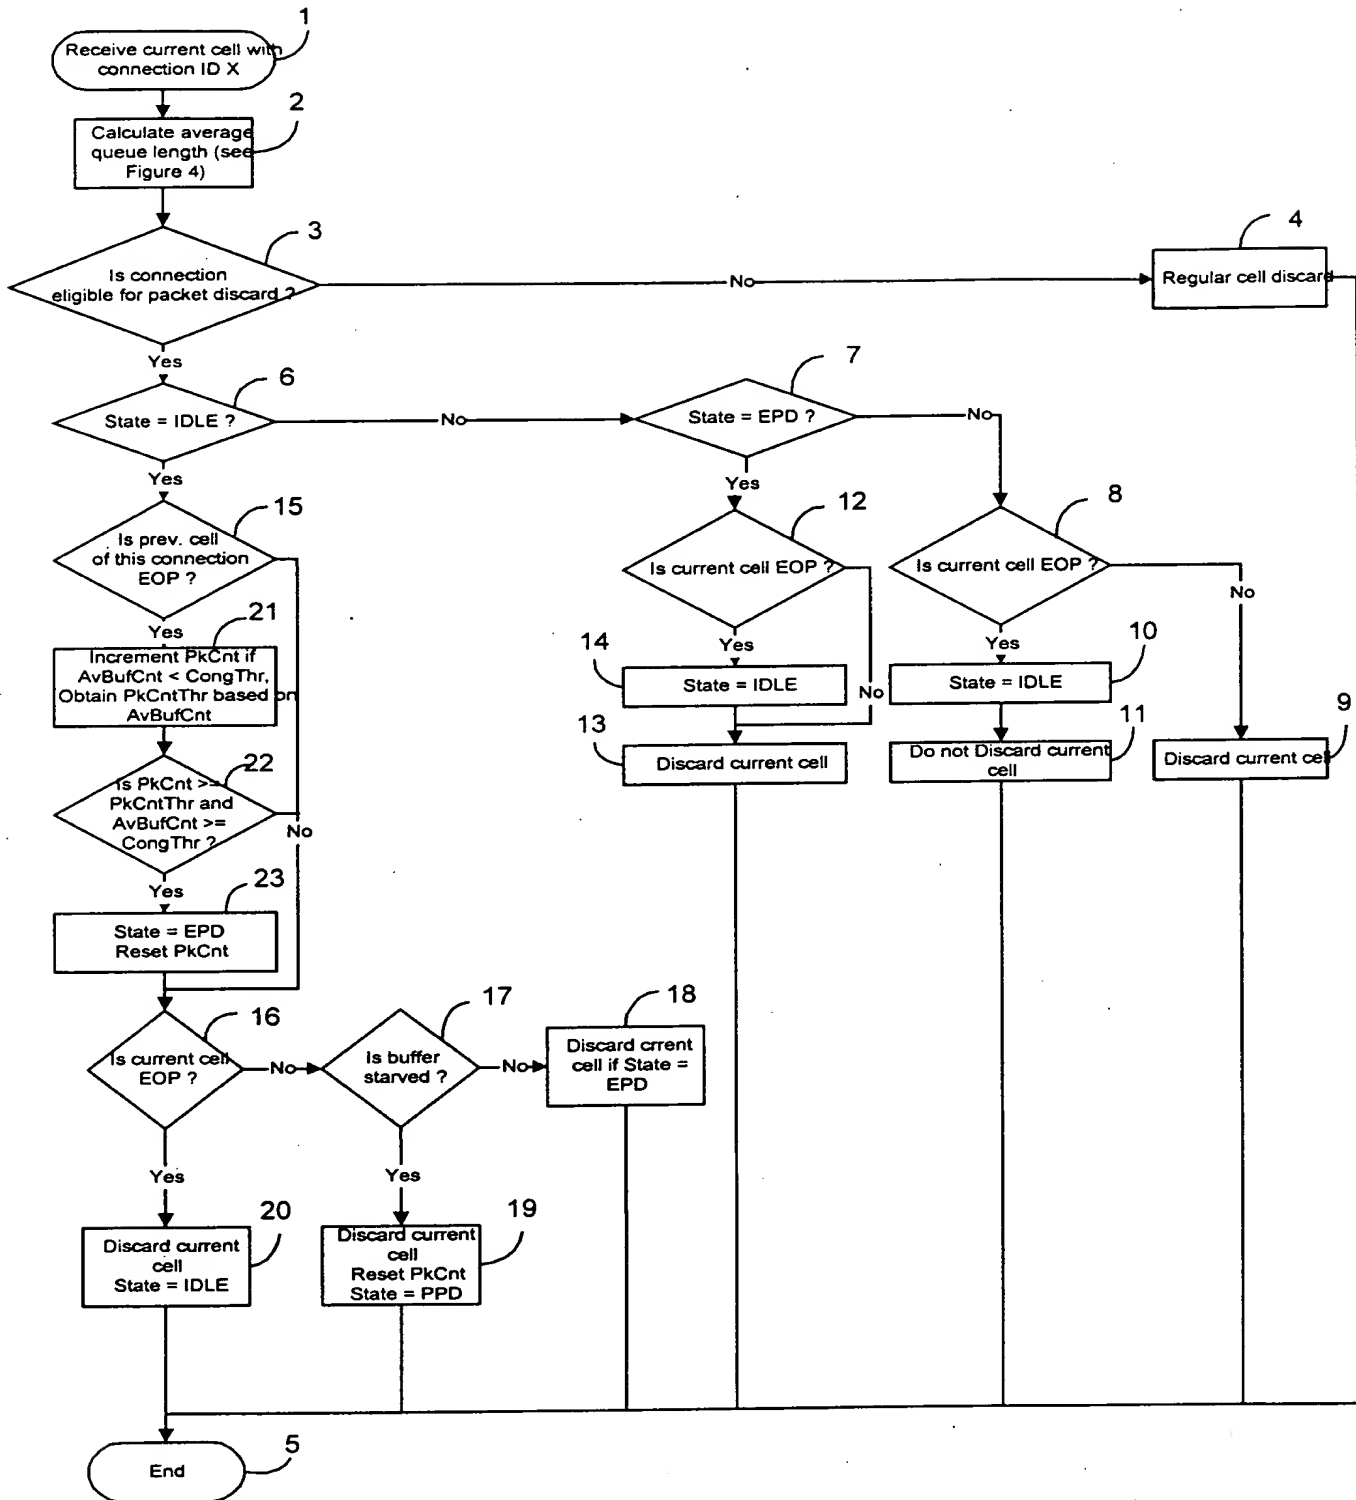 1
Receive current cell with
connection ID X
2
Calculate average
queue length (see
Figure 4)
3
Is connection
eligible for packet discard ?
No
4
Regular cell discard
Yes
6
State = IDLE ?
No
7
State = EPD ?
No
Yes
15
Is prev. cell
of this connection
EOP ?
Yes
12
Is current cell EOP ?
8
Is current cell EOP ?
No
Yes
21
Increment PkCnt if
AvBufCnt < CongThr,
Obtain PkCntThr based on
AvBufCnt
Yes
14
State = IDLE
No
Yes
10
State = IDLE
22
Is PkCnt >=
PkCntThr and
AvBufCnt >=
CongThr ?
No
13
Discard current cell
11
Do not Discard current
cell
9
Discard current cell
Yes
23
State = EPD
Reset PkCnt
16
Is current cell
EOP ?
No
17
Is buffer
starved ?
No
18
Discard crrent
cell if State =
EPD
Yes
Yes
20
Discard current
cell
State = IDLE
19
Discard current
cell
Reset PkCnt
State = PPD
5
End